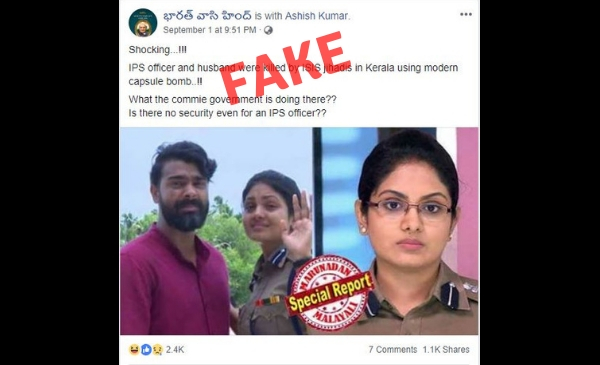 భారత్ వాసి హింద్ is with Ashish Kumar.
September 1 at 9:51 PM ·
Shocking...!!!
IPS officer and husband were killed by ISIS jihadis in Kerala using modern
capsule bomb..!!
What the commie government is doing there??
Is there no security even for an IPS officer??
FAKE
MARUNADAN
Special Report
MALAYALI
2.4K
7 Comments 1.1K Shares